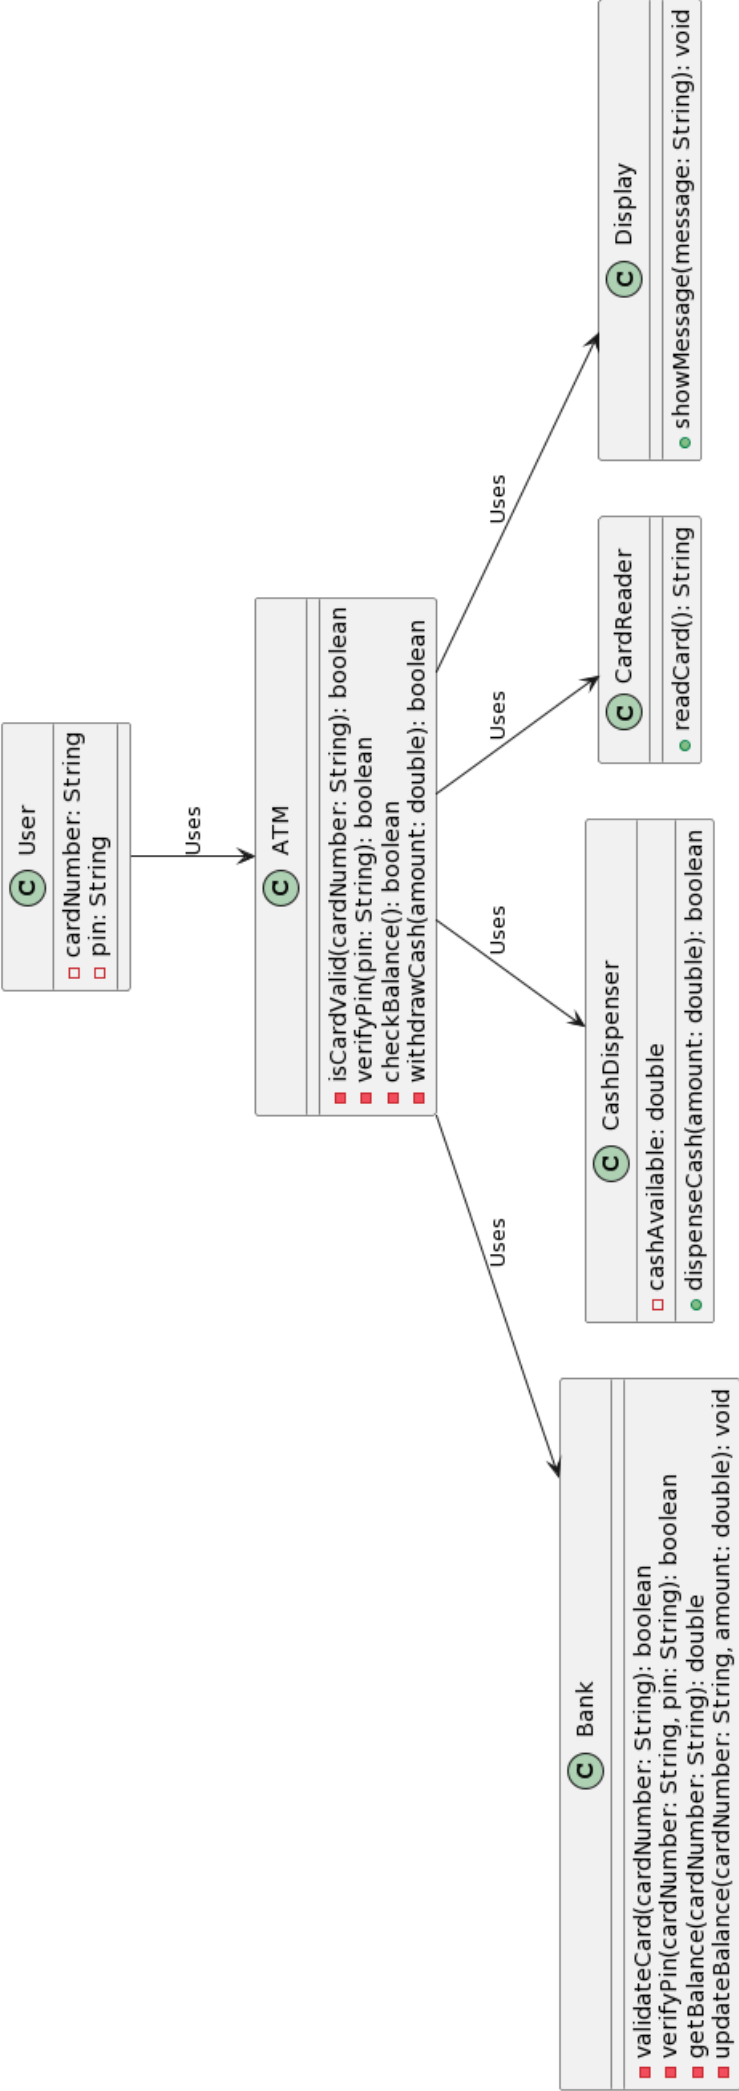 C User
cardNumber: String
pin: String
Uses
C ATM
isCardValid(cardNumber: String): boolean
verifyPin(pin: String): boolean
checkBalance(): boolean
withdrawCash(amount: double): boolean
Uses
Uses
Uses
Uses
C Bank
validateCard(cardNumber: String): boolean
verifyPin(cardNumber: String, pin: String): boolean
getBalance(cardNumber: String): double
updateBalance(cardNumber: String, amount: double): void
C CashDispenser
cashAvailable: double
dispenseCash(amount: double): boolean
C CardReader
readCard(): String
C Display
showMessage(message: String): void